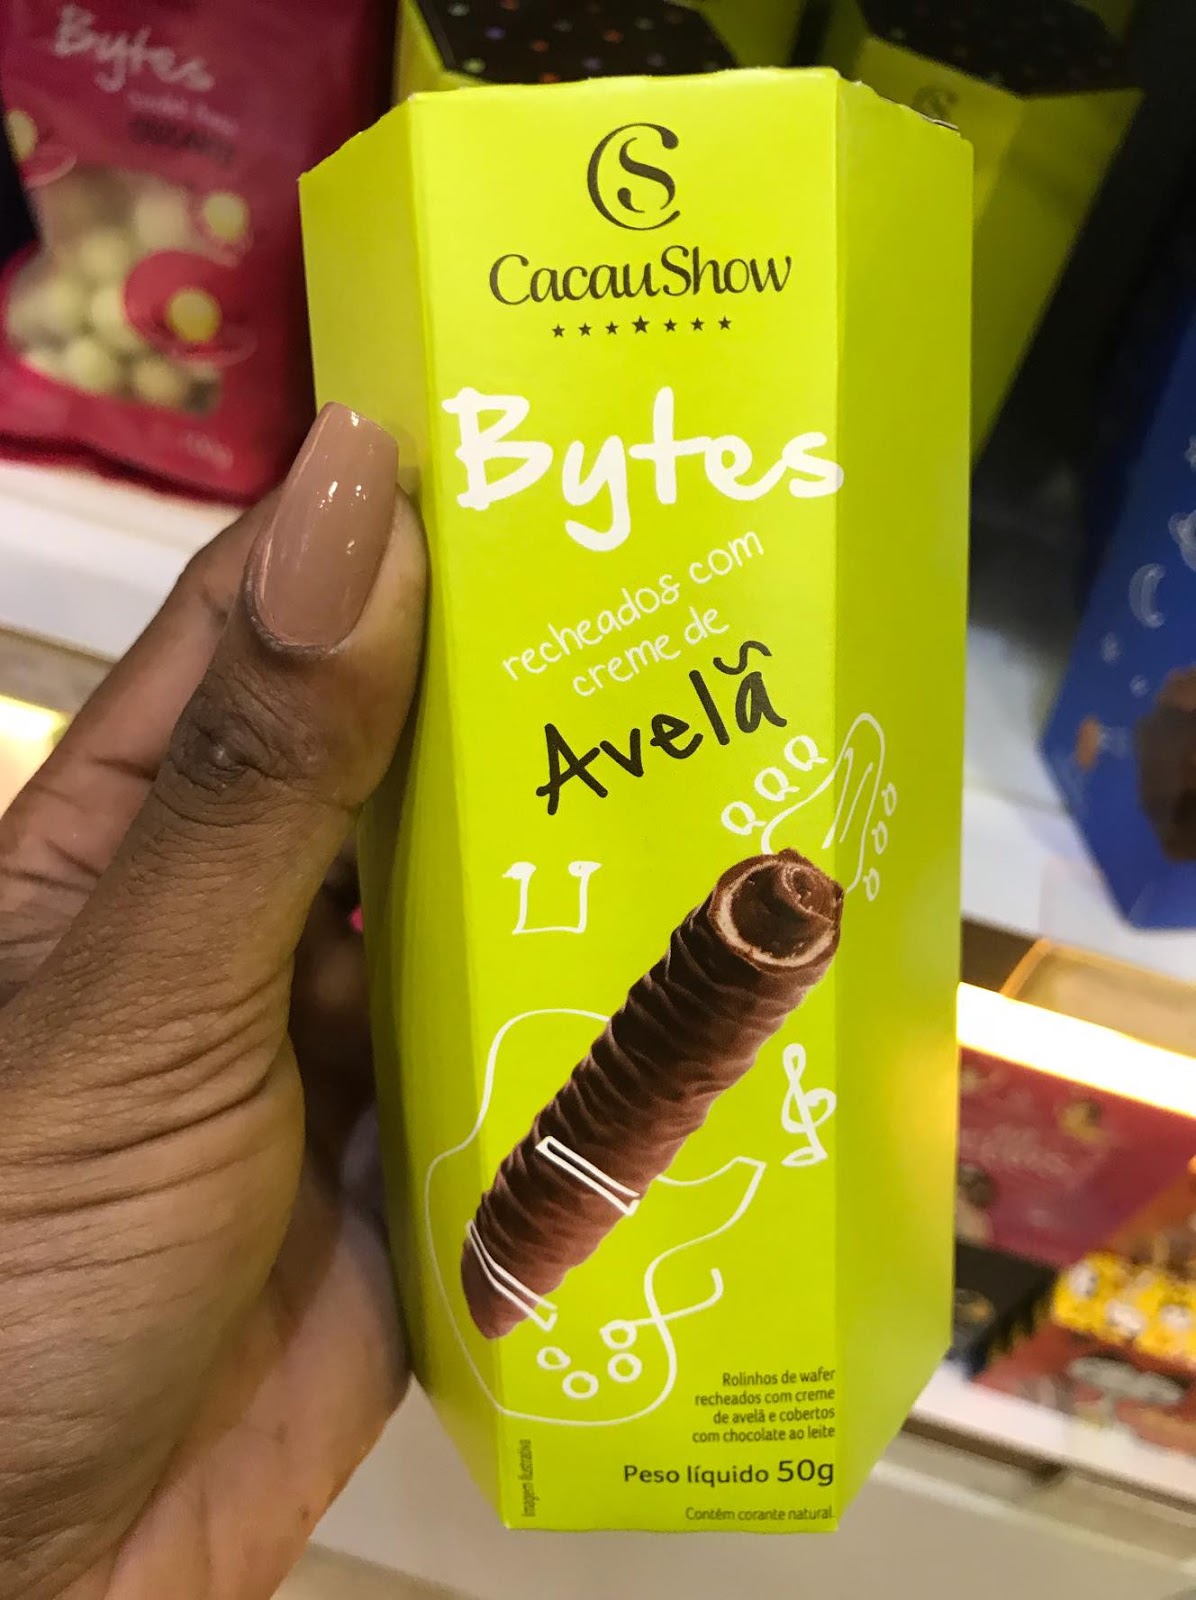 Bytes
CS
CacauShow
Bytes
recheados com
creme de
Avelã
Rolinhos de wafer
recheados com creme
de avelã e cobertos
com chocolate ao leite
Peso líquido 50g
Contém corante natural.
Imagem ilustrativa